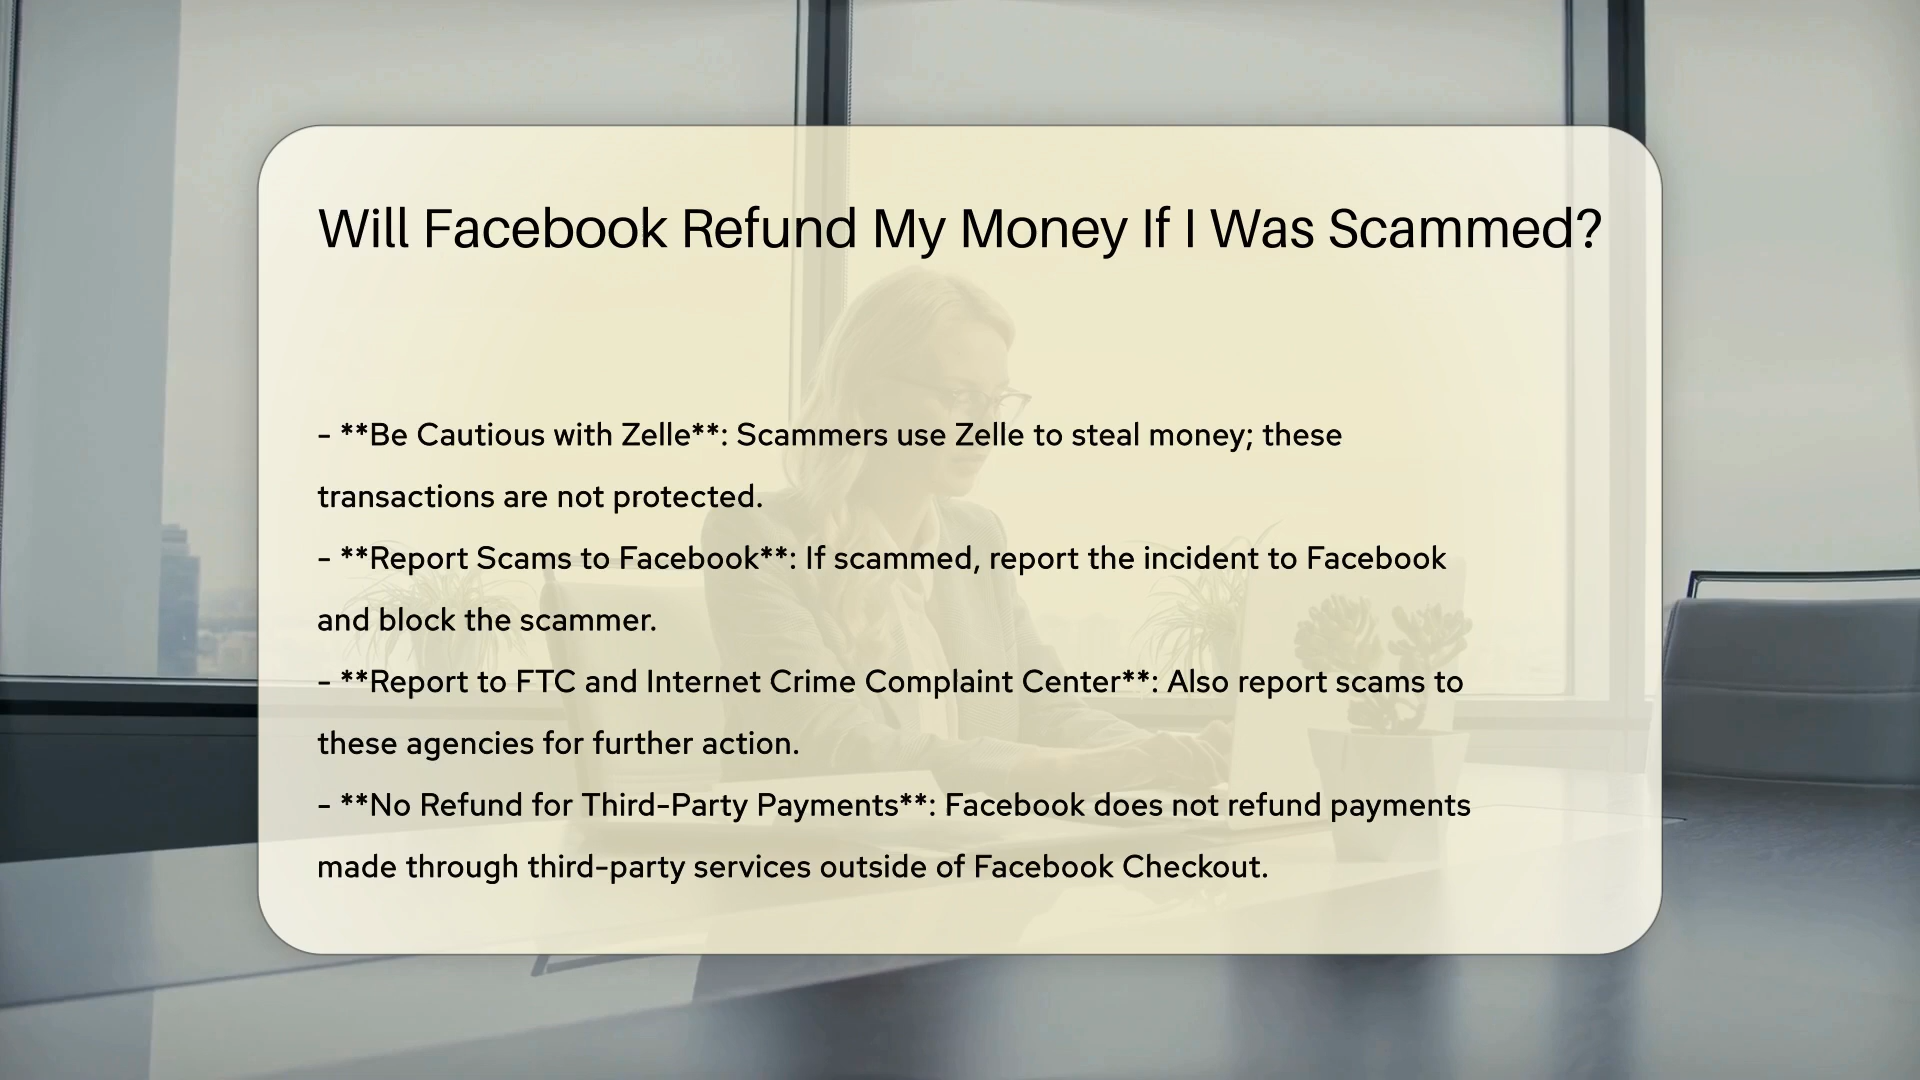 Will Facebook Refund My Money If I Was Scammed?
- **Be Cautious with Zelle**: Scammers use Zelle to steal money; these
transactions are not protected.
- **Report Scams to Facebook**: If scammed, report the incident to Facebook
and block the scammer.
- **Report to FTC and Internet Crime Complaint Center**: Also report scams to
these agencies for further action.
- **No Refund for Third-Party Payments**: Facebook does not refund payments
made through third-party services outside of Facebook Checkout.